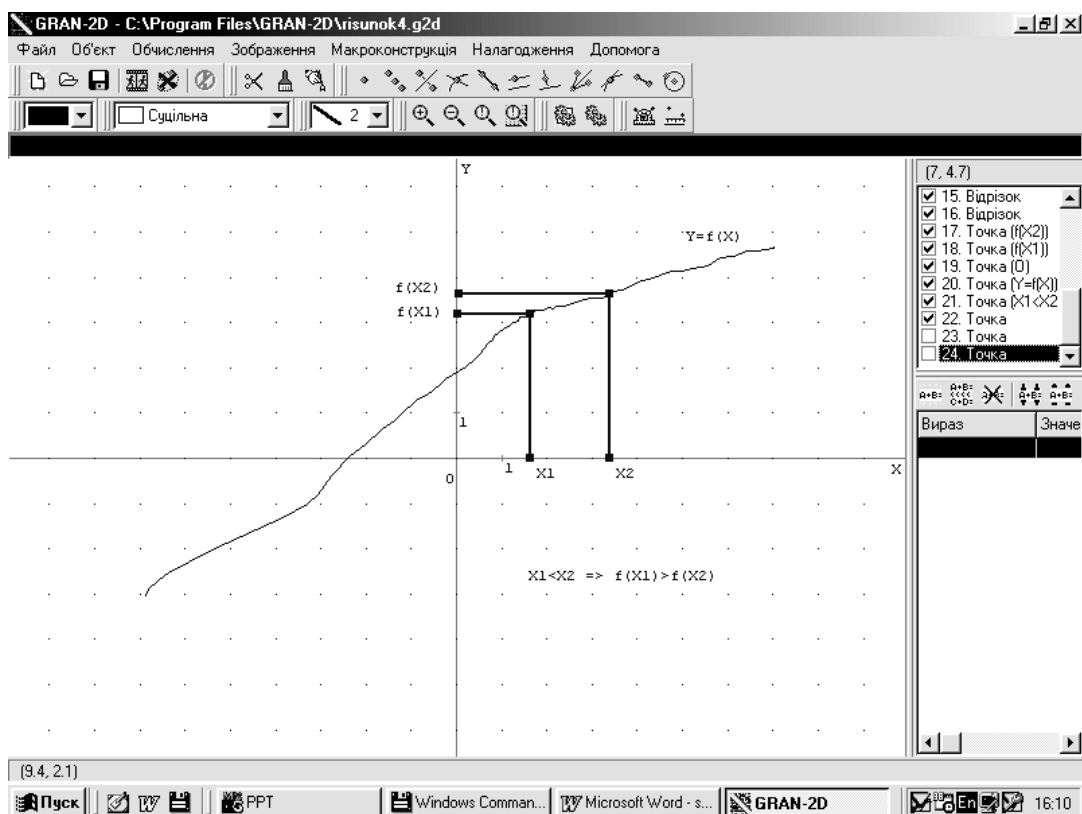 GRAN-2D - C:\Program Files\GRAN-2D\risunok4.g2d
Файл Об'єкт Обчислення Зображення Макроконструкція Налагодження Допомога
Суцільна 2
(7, 4.7)
15. Відрізок
16. Відрізок
17. Точка (f(X2))
18. Точка (f(X1))
19. Точка (O)
20. Точка (Y=f(X))
21. Точка (X1<X2
22. Точка
23. Точка
24. Точка
Вираз Значе
Y
Y=f(X)
f(X2)
f(X1)
1
0 1 X1 X2 X
X1<X2 => f(X1)>f(X2)
(9.4, 2.1)
Пуск PPT Windows Comman... Microsoft Word - s... GRAN-2D En 16:10